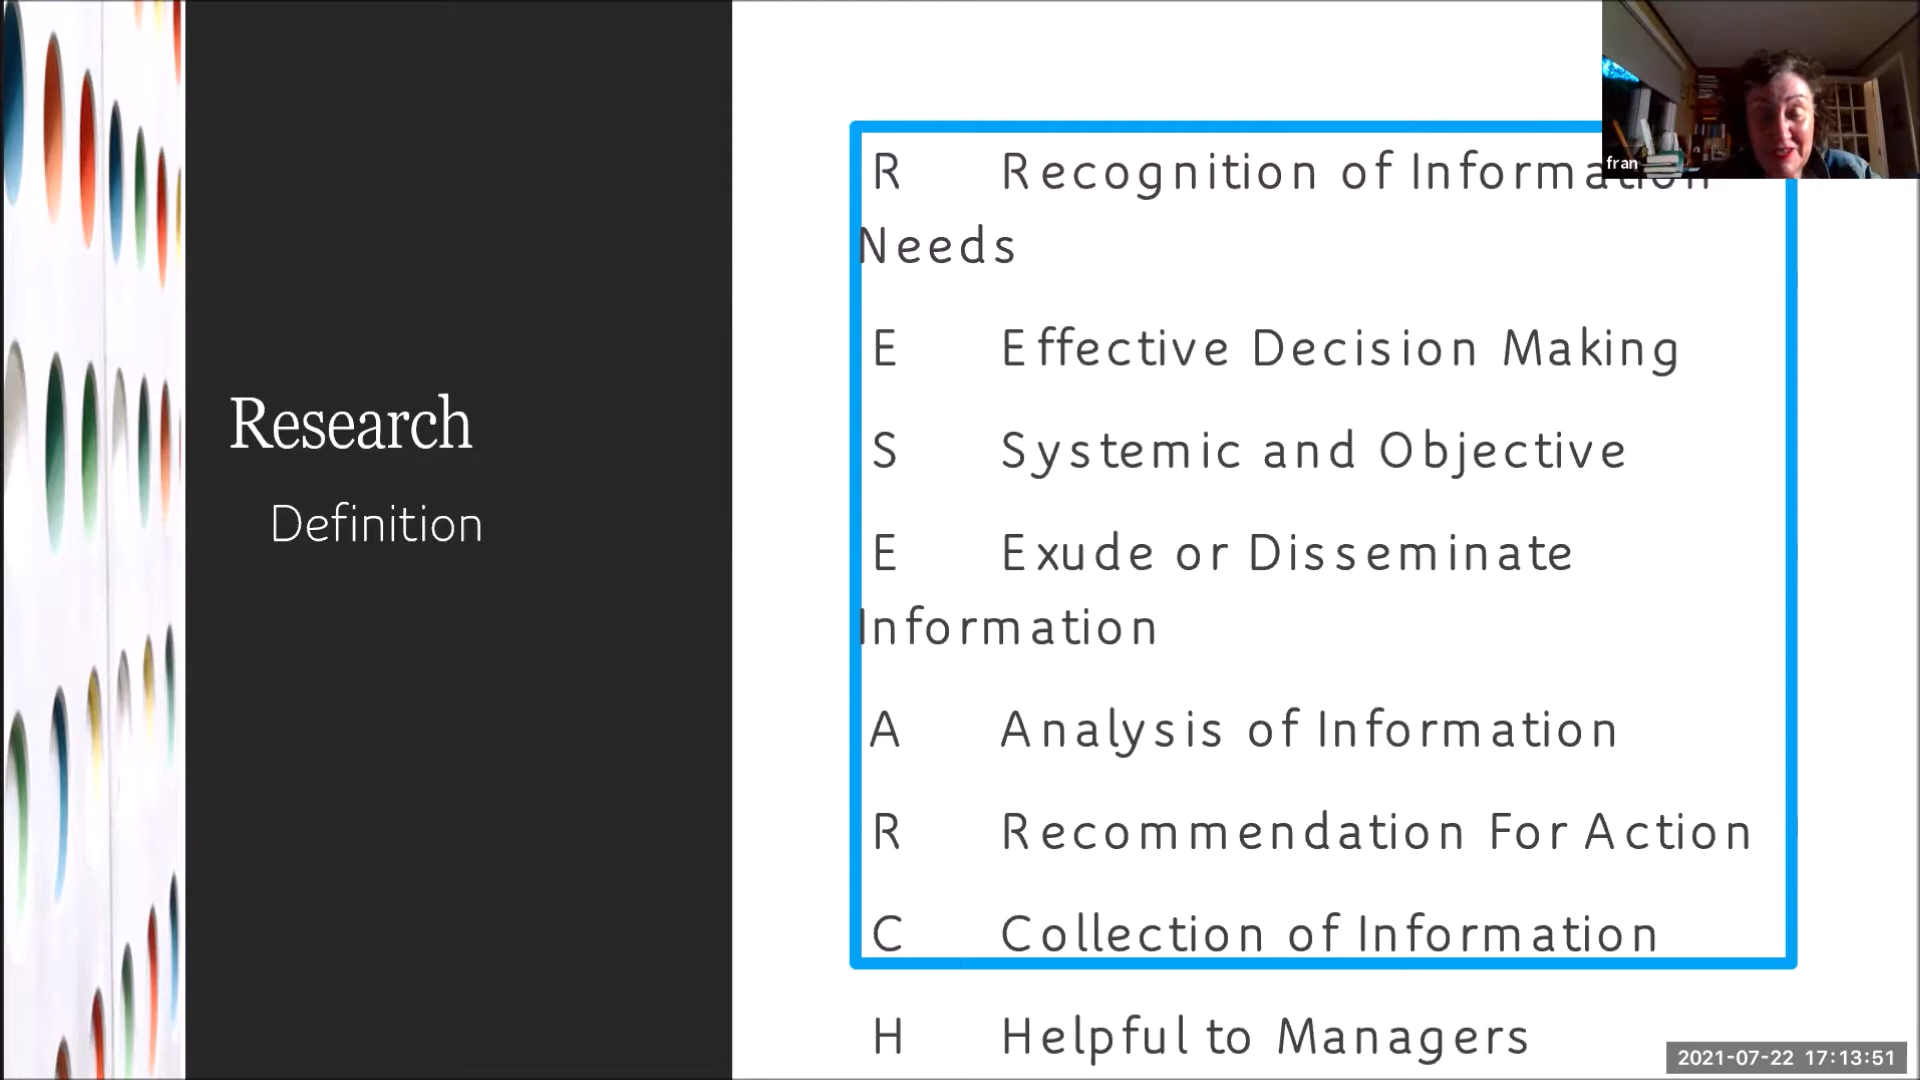 Research
Definition
R Recognition of Information
Needs
E Effective Decision Making
S Systemic and Objective
E Exude or Disseminate
Information
A Analysis of Information
R Recommendation For Action
C Collection of Information
H Helpful to Managers
fran
2021-07-22 17:13:51